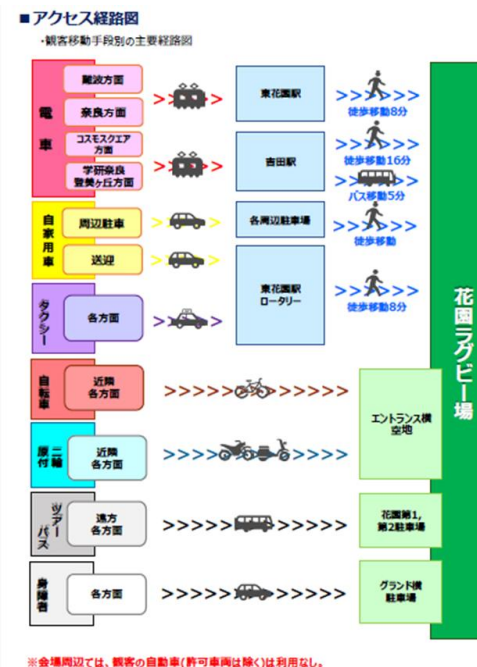 ■アクセス経路図
・観客移動手段別の主要経路図
電車
難波方面
奈良方面
コスモスクエア
方面
学研奈良
登美ヶ丘方面
東花園駅
吉田駅
徒歩移動8分
徒歩移動16分
バス移動5分
自家用車
周辺駐車
送迎
各周辺駐車場
徒歩移動
東花園駅
ロータリー
タクシー
各方面
徒歩移動8分
自転車
近隣
各方面
エントランス横
空地
原付
二輪
近隣
各方面
ツアー
バス
遠方
各方面
花園第1,
第2駐車場
身障者
各方面
グランド横
駐車場
花園ラグビー場
※会場周辺では、観客の自動車(許可車両は除く)は利用なし。